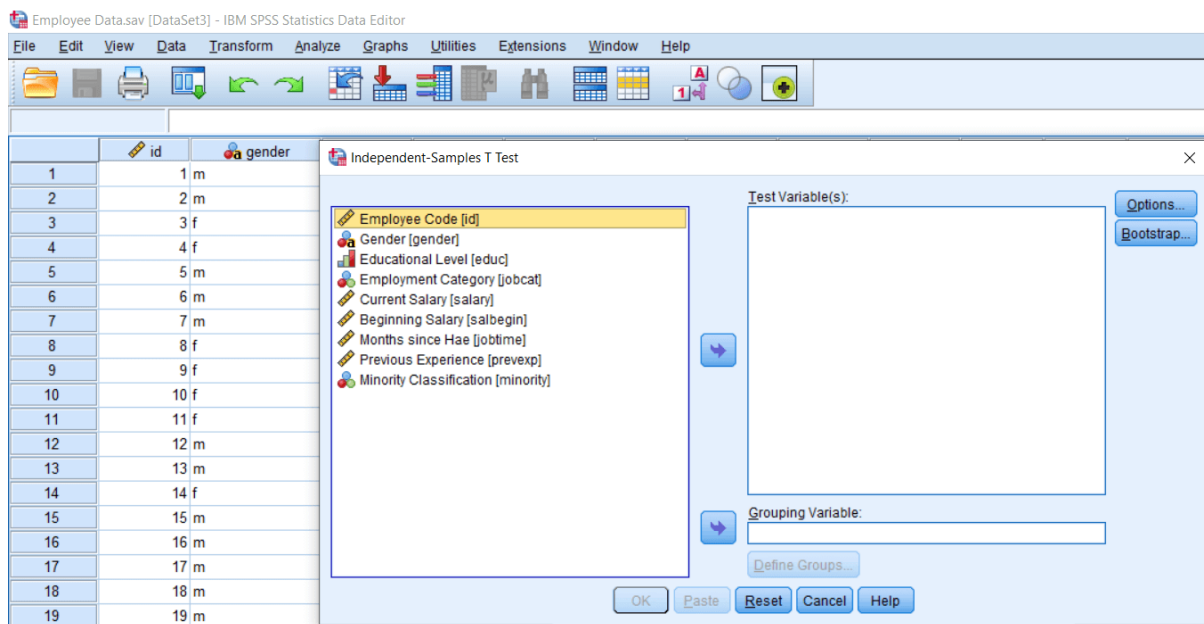 Employee Data.sav [DataSet3] - IBM SPSS Statistics Data Editor
File Edit View Data Transform Analyze Graphs Utilities Extensions Window Help
A
1
id gender
1 1 m
2 2 m
3 3 f
4 4 f
5 5 m
6 6 m
7 7 m
8 8 f
9 9 f
10 10 f
11 11 f
12 12 m
13 13 m
14 14 f
15 15 m
16 16 m
17 17 m
18 18 m
19 19 m
Independent-Samples T Test
Employee Code [id]
Gender [gender]
Educational Level [educ]
Employment Category [jobcat]
Current Salary [salary]
Beginning Salary [salbegin]
Months since Hae [jobtime]
Previous Experience [prevexp]
Minority Classification [minority]
Test Variable(s):
Options...
Bootstrap...
Grouping Variable:
Define Groups...
OK Paste Reset Cancel Help